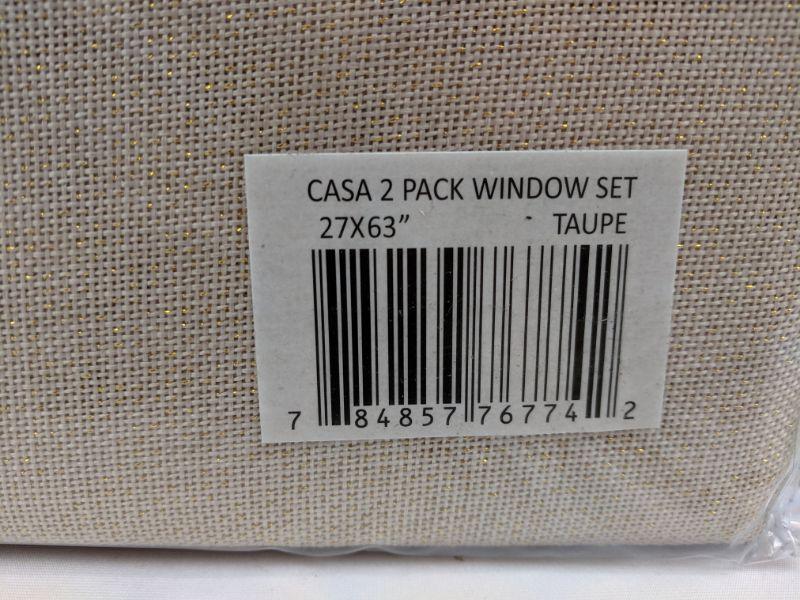 CASA 2 PACK WINDOW SET
27X63” TAUPE
7 84857 76774 2